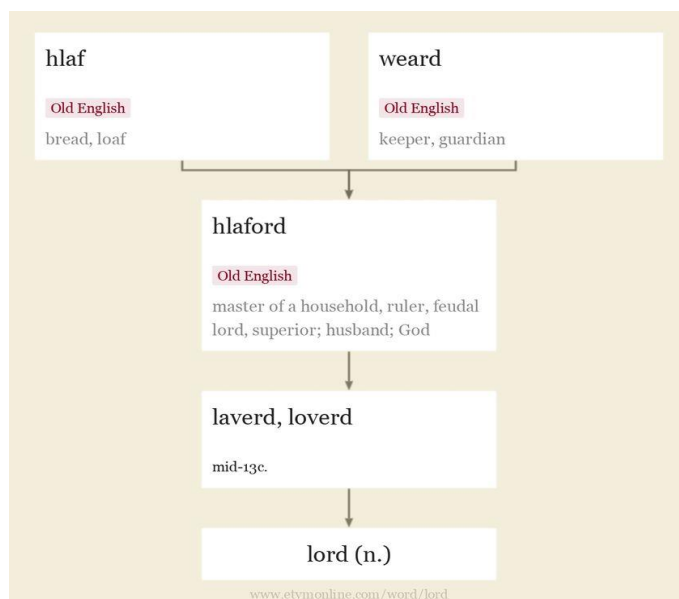 hlaf
Old English
bread, loaf
weard
Old English
keeper, guardian
hlaford
Old English
master of a household, ruler, feudal
lord, superior; husband; God
laverd, loverd
mid-13c.
lord (n.)
www.etymonline.com/word/lord